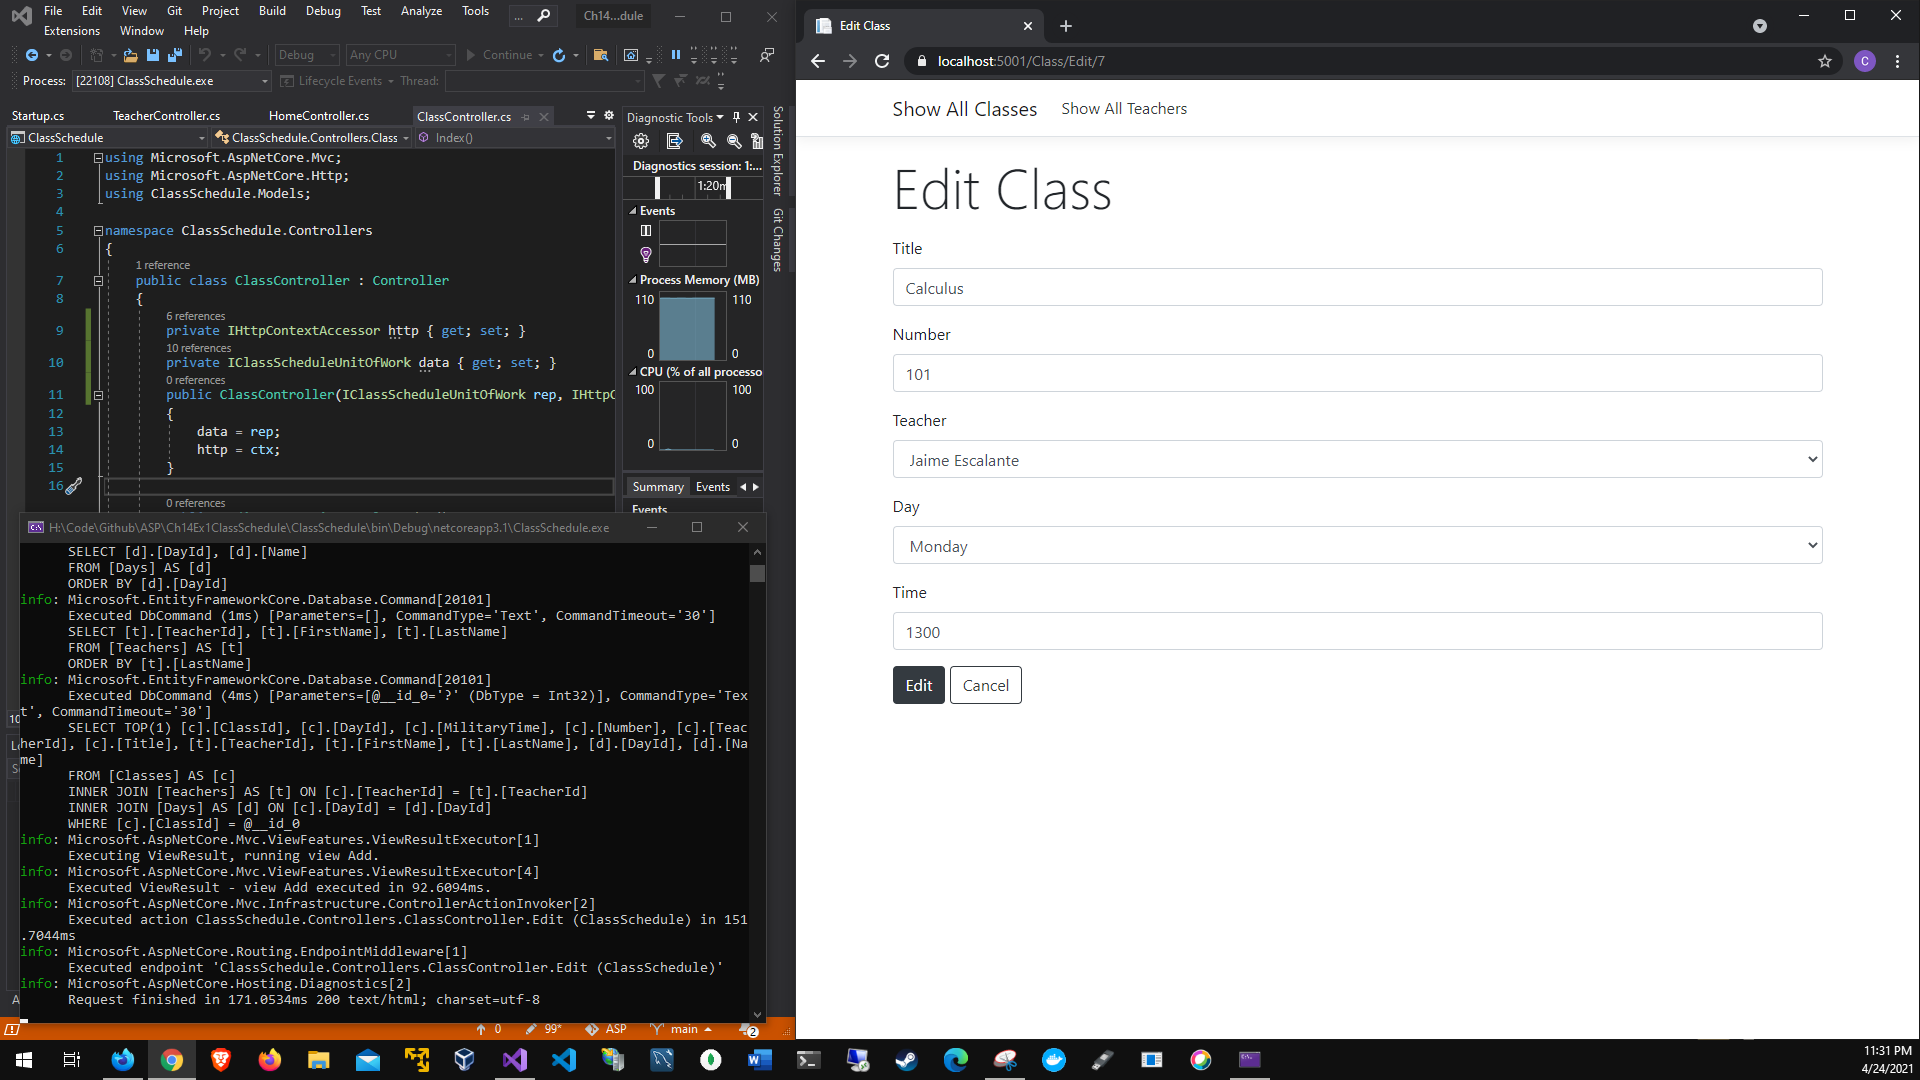 File Edit View Git Project Build Debug Test Analyze Tools
... Ch14...dule
Extensions Window Help
Debug Any CPU Continue
Process: [22108] ClassSchedule.exe Lifecycle Events Thread:
Startup.cs TeacherController.cs HomeController.cs ClassController.cs
ClassSchedule ClassSchedule.Controllers.Class Index()
1 using Microsoft.AspNetCore.Mvc;
2 using Microsoft.AspNetCore.Http;
3 using ClassSchedule.Models;
4
5 namespace ClassSchedule.Controllers
6 {
1 reference
7 public class ClassController : Controller
8 {
6 references
9 private IHttpContextAccessor http { get; set; }
10 references
10 private IClassScheduleUnitOfWork data { get; set; }
0 references
11 public ClassController(IClassScheduleUnitOfWork rep, IHttpC
12 {
13 data = rep;
14 http = ctx;
15 }
16
0 references
Diagnostic Tools
Diagnostics session: 1:...
1:20m
Events
Process Memory (MB)
110 110
0 0
CPU (% of all processo
100 100
0 0
Summary Events
Events
Solution Explorer
Git Changes
H:\Code\Github\ASP\Ch14Ex1ClassSchedule\ClassSchedule\bin\Debug\netcoreapp3.1\ClassSchedule.exe
SELECT [d].[DayId], [d].[Name]
FROM [Days] AS [d]
ORDER BY [d].[DayId]
info: Microsoft.EntityFrameworkCore.Database.Command[20101]
Executed DbCommand (1ms) [Parameters=[], CommandType='Text', CommandTimeout='30']
SELECT [t].[TeacherId], [t].[FirstName], [t].[LastName]
FROM [Teachers] AS [t]
ORDER BY [t].[LastName]
info: Microsoft.EntityFrameworkCore.Database.Command[20101]
Executed DbCommand (4ms) [Parameters=[@__id_0='?' (DbType = Int32)], CommandType='Tex
t', CommandTimeout='30']
SELECT TOP(1) [c].[ClassId], [c].[DayId], [c].[MilitaryTime], [c].[Number], [c].[Teac
herId], [c].[Title], [t].[TeacherId], [t].[FirstName], [t].[LastName], [d].[DayId], [d].[Na
me]
FROM [Classes] AS [c]
INNER JOIN [Teachers] AS [t] ON [c].[TeacherId] = [t].[TeacherId]
INNER JOIN [Days] AS [d] ON [c].[DayId] = [d].[DayId]
WHERE [c].[ClassId] = @__id_0
info: Microsoft.AspNetCore.Mvc.ViewFeatures.ViewResultExecutor[1]
Executing ViewResult, running view Add.
info: Microsoft.AspNetCore.Mvc.ViewFeatures.ViewResultExecutor[4]
Executed ViewResult - view Add executed in 92.6094ms.
info: Microsoft.AspNetCore.Mvc.Infrastructure.ControllerActionInvoker[2]
Executed action ClassSchedule.Controllers.ClassController.Edit (ClassSchedule) in 151
.7044ms
info: Microsoft.AspNetCore.Routing.EndpointMiddleware[1]
Executed endpoint 'ClassSchedule.Controllers.ClassController.Edit (ClassSchedule)'
info: Microsoft.AspNetCore.Hosting.Diagnostics[2]
Request finished in 171.0534ms 200 text/html; charset=utf-8
0 99* ASP main 2
Edit Class
localhost:5001/Class/Edit/7
C
Show All Classes Show All Teachers
Edit Class
Title
Calculus
Number
101
Teacher
Jaime Escalante
Day
Monday
Time
1300
Edit Cancel
11:31 PM
4/24/2021